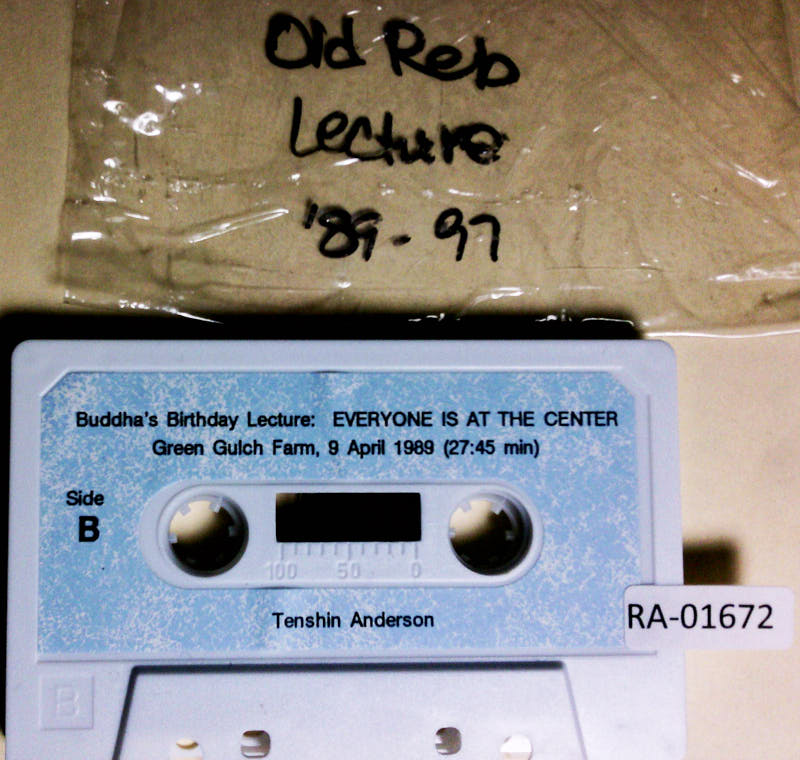 Old Reb
Lecture
'89-97
Buddha's Birthday Lecture: EVERYONE IS AT THE CENTER
Green Gulch Farm, 9 April 1989 (27:45 min)
Side
B
100 50 0
Tenshin Anderson
RA-01672
B